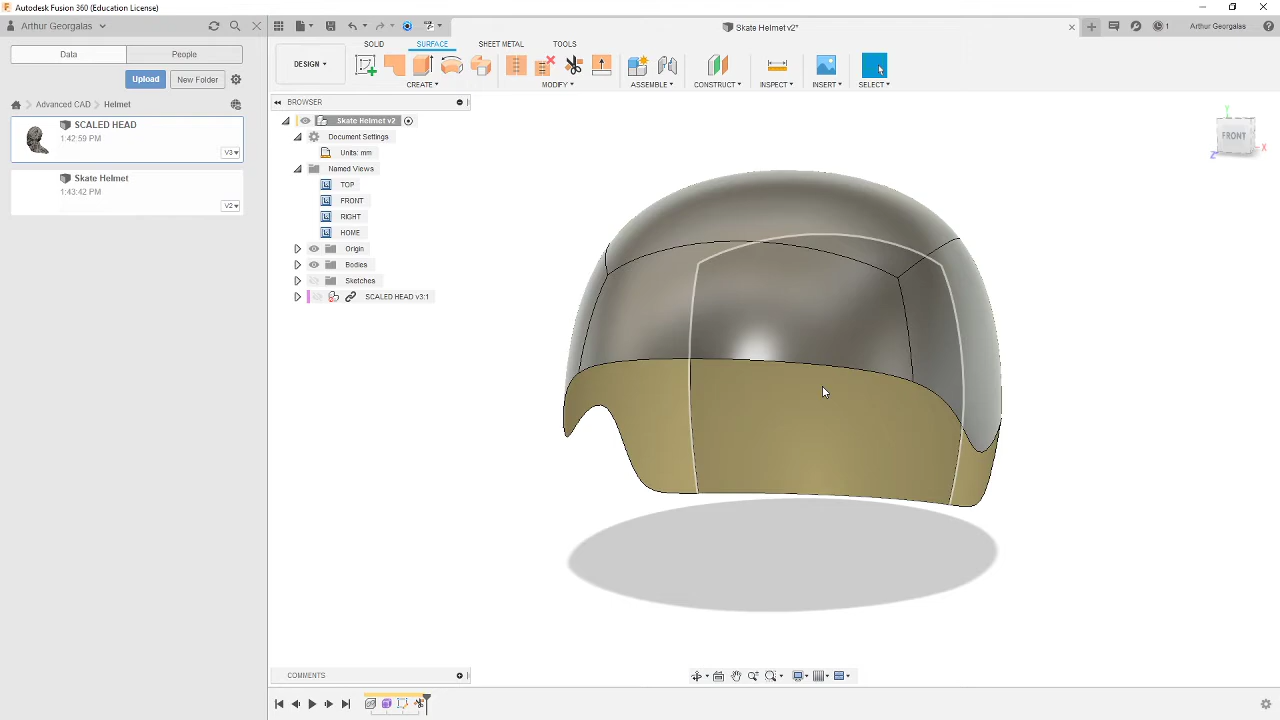 Autodesk Fusion 360 (Education License)
Arthur Georgalas
Skate Helmet v2*
1
Arthur Georgalas
Data
People
SOLID
SURFACE
SHEET METAL
TOOLS
DESIGN
CREATE
MODIFY
ASSEMBLE
CONSTRUCT
INSPECT
INSERT
SELECT
Upload
New Folder
Advanced CAD
Helmet
SCALED HEAD
1:42:59 PM
V3
Skate Helmet
1:43:42 PM
V2
BROWSER
Skate Helmet v2
Document Settings
Units: mm
Named Views
TOP
FRONT
RIGHT
HOME
Origin
Bodies
Sketches
SCALED HEAD v3:1
Y
FRONT
X
Z
COMMENTS